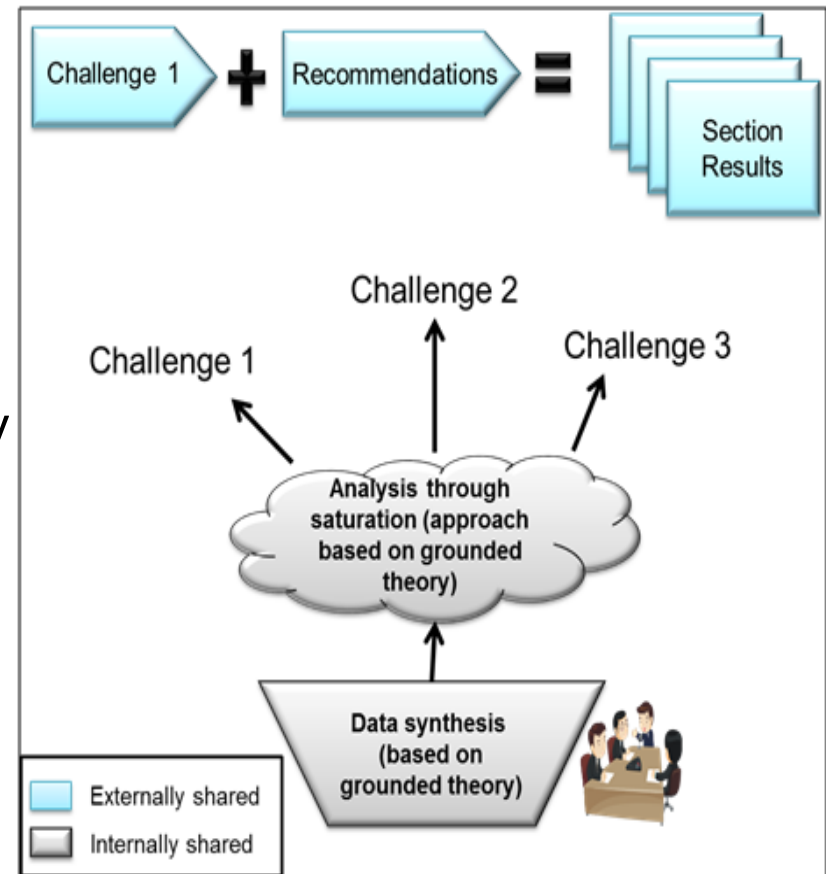 Challenge 1
+
Recommendations
=
Section
Results
Challenge 2
Challenge 1
Challenge 3
y
Analysis through
saturation (approach
based on grounded
theory)
Data synthesis
(based on
grounded theory)
Externally shared
Internally shared